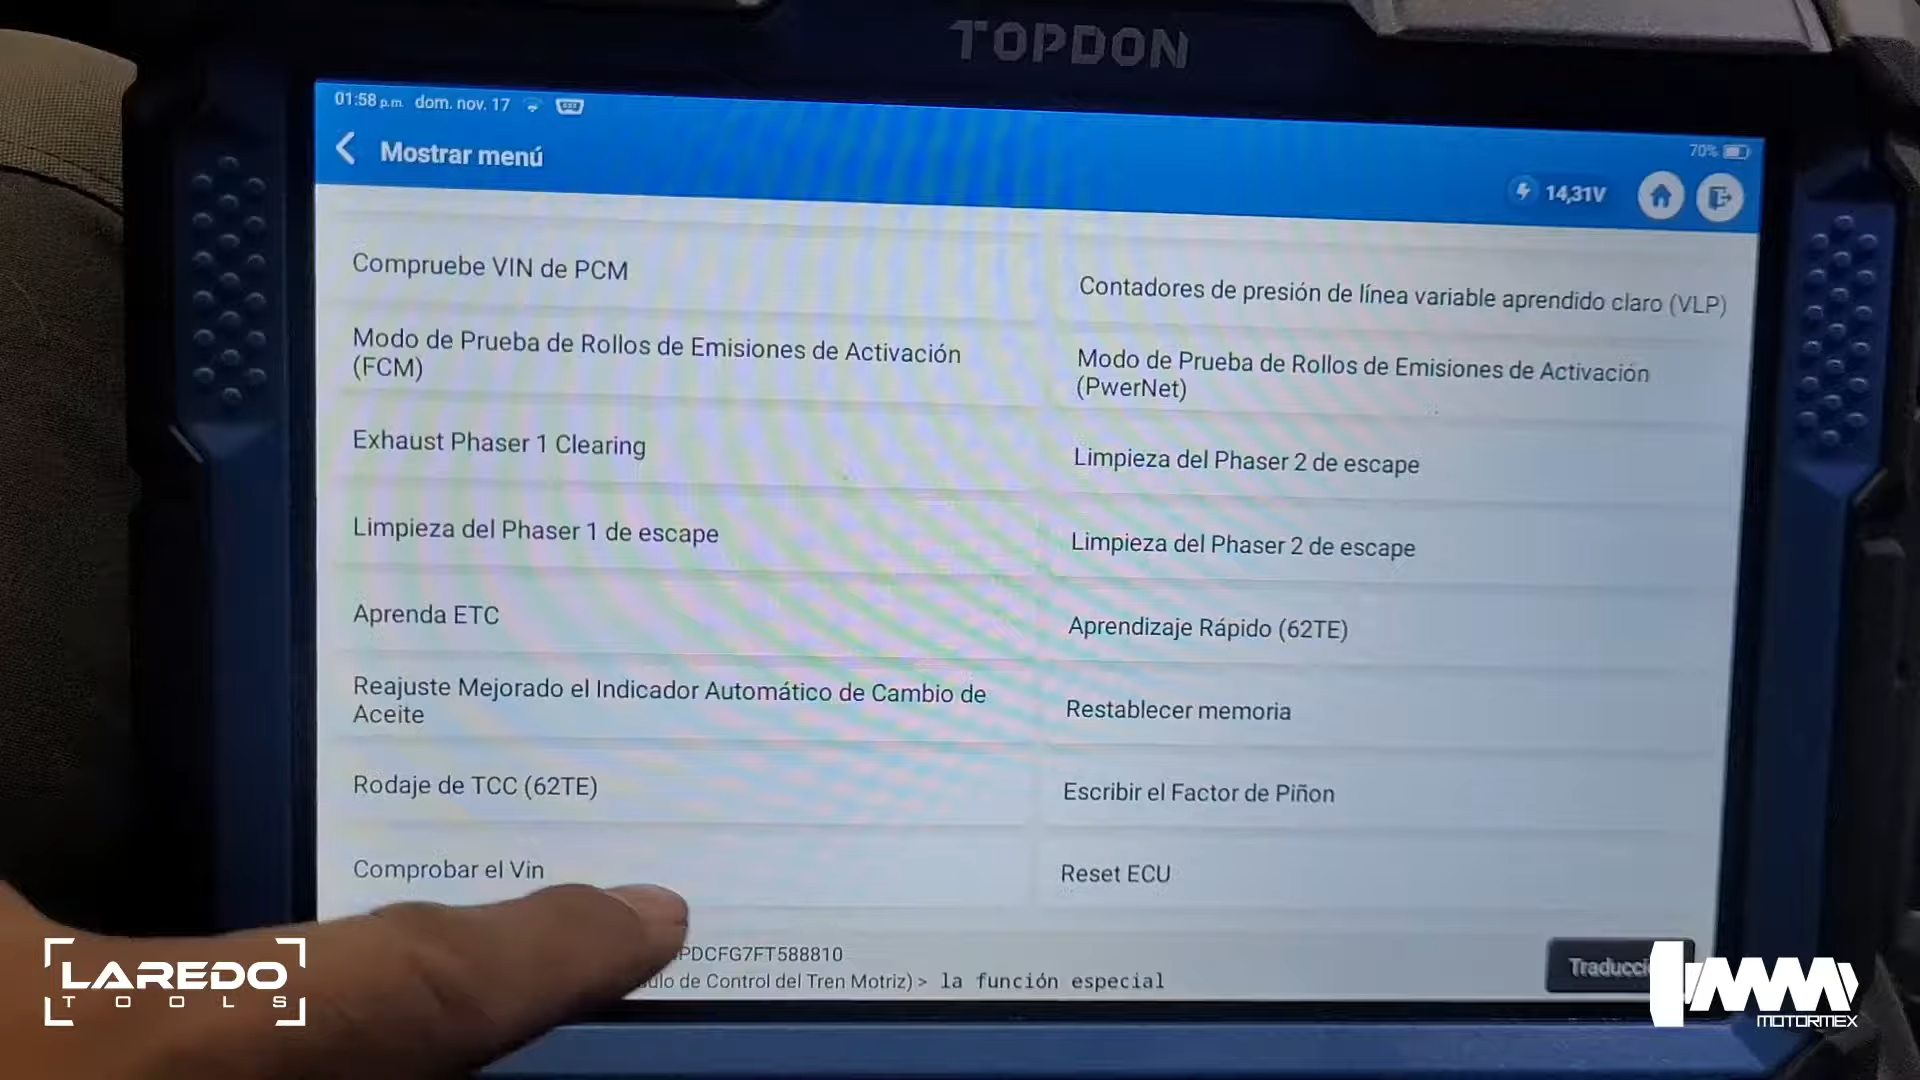 TOPDON
01:58 p.m. dom. nov. 17
70%
Mostrar menú
14,31V
Compruebe VIN de PCM
Contadores de presión de línea variable aprendido claro (VLP)
Modo de Prueba de Rollos de Emisiones de Activación
(FCM)
Modo de Prueba de Rollos de Emisiones de Activación
(PwerNet)
Exhaust Phaser 1 Clearing
Limpieza del Phaser 2 de escape
Limpieza del Phaser 1 de escape
Limpieza del Phaser 2 de escape
Aprenda ETC
Aprendizaje Rápido (62TE)
Reajuste Mejorado el Indicador Automático de Cambio de
Aceite
Restablecer memoria
Rodaje de TCC (62TE)
Escribir el Factor de Piñon
Comprobar el Vin
Reset ECU
PDCFG7FT588810
de Control del Tren Motriz) > la función especial
LAREDO
TOOLS
MOTORMEX